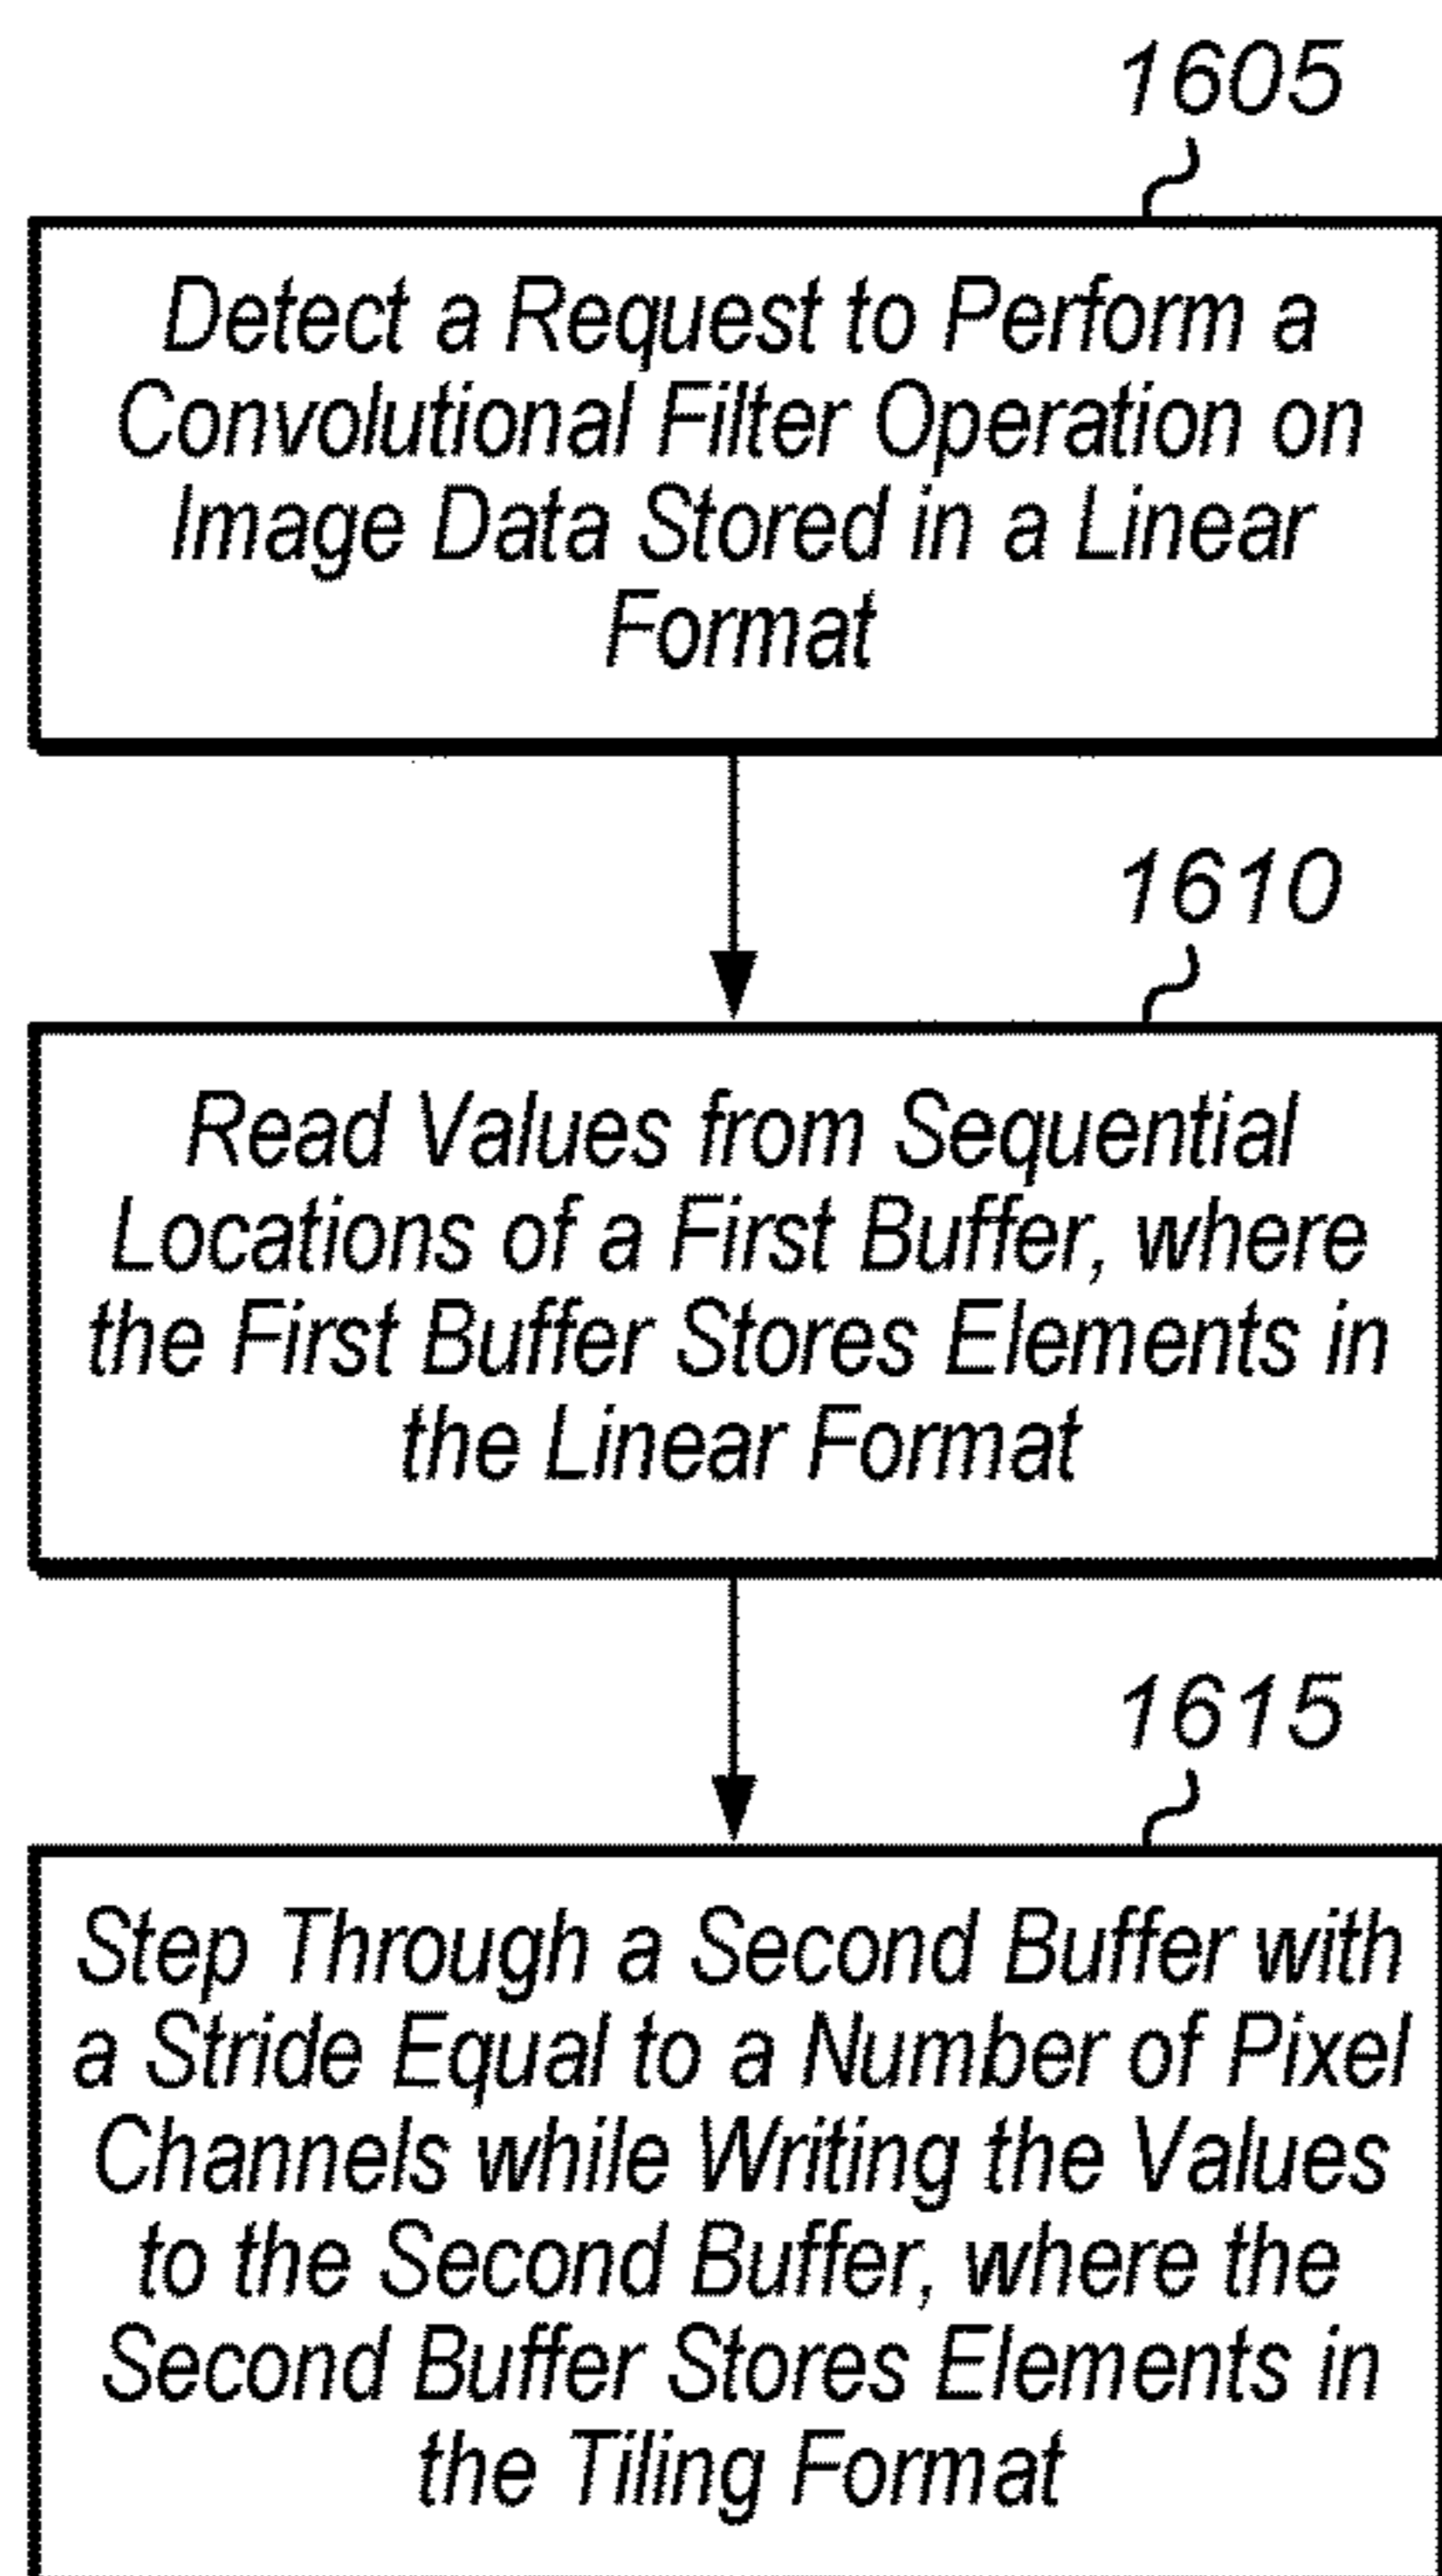 1605
Detect a Request to Perform a
Convolutional Filter Operation on
Image Data Stored in a Linear
Format
1610
Read Values from Sequential
Locations of a First Buffer, where
the First Buffer Stores Elements in
the Linear Format
1615
Step Through a Second Buffer with
a Stride Equal to a Number of Pixel
Channels while Writing the Values
to the Second Buffer, where the
Second Buffer Stores Elements in
the Tiling Format